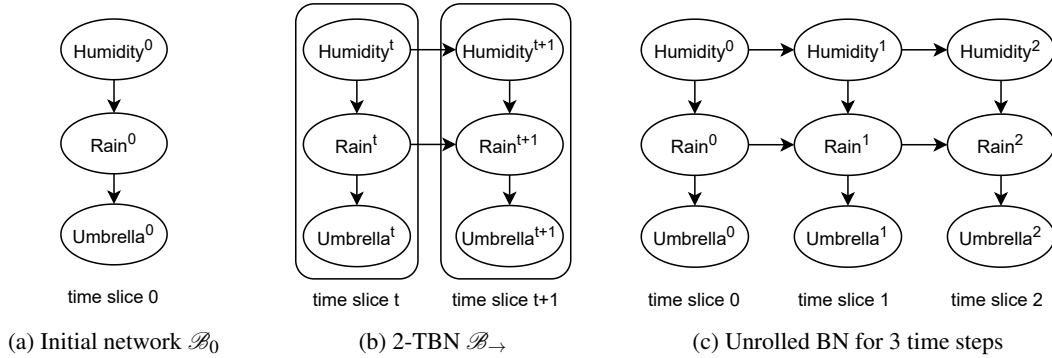 Humidity⁰
Rain⁰
Umbrella⁰
time slice 0
(a) Initial network ℬ₀
Humidityᵗ Humidityᵗ⁺¹
Rainᵗ Rainᵗ⁺¹
Umbrellaᵗ Umbrellaᵗ⁺¹
time slice t time slice t+1
(b) 2-TBN ℬ→
Humidity⁰ Humidity¹ Humidity²
Rain⁰ Rain¹ Rain²
Umbrella⁰ Umbrella¹ Umbrella²
time slice 0 time slice 1 time slice 2
(c) Unrolled BN for 3 time steps